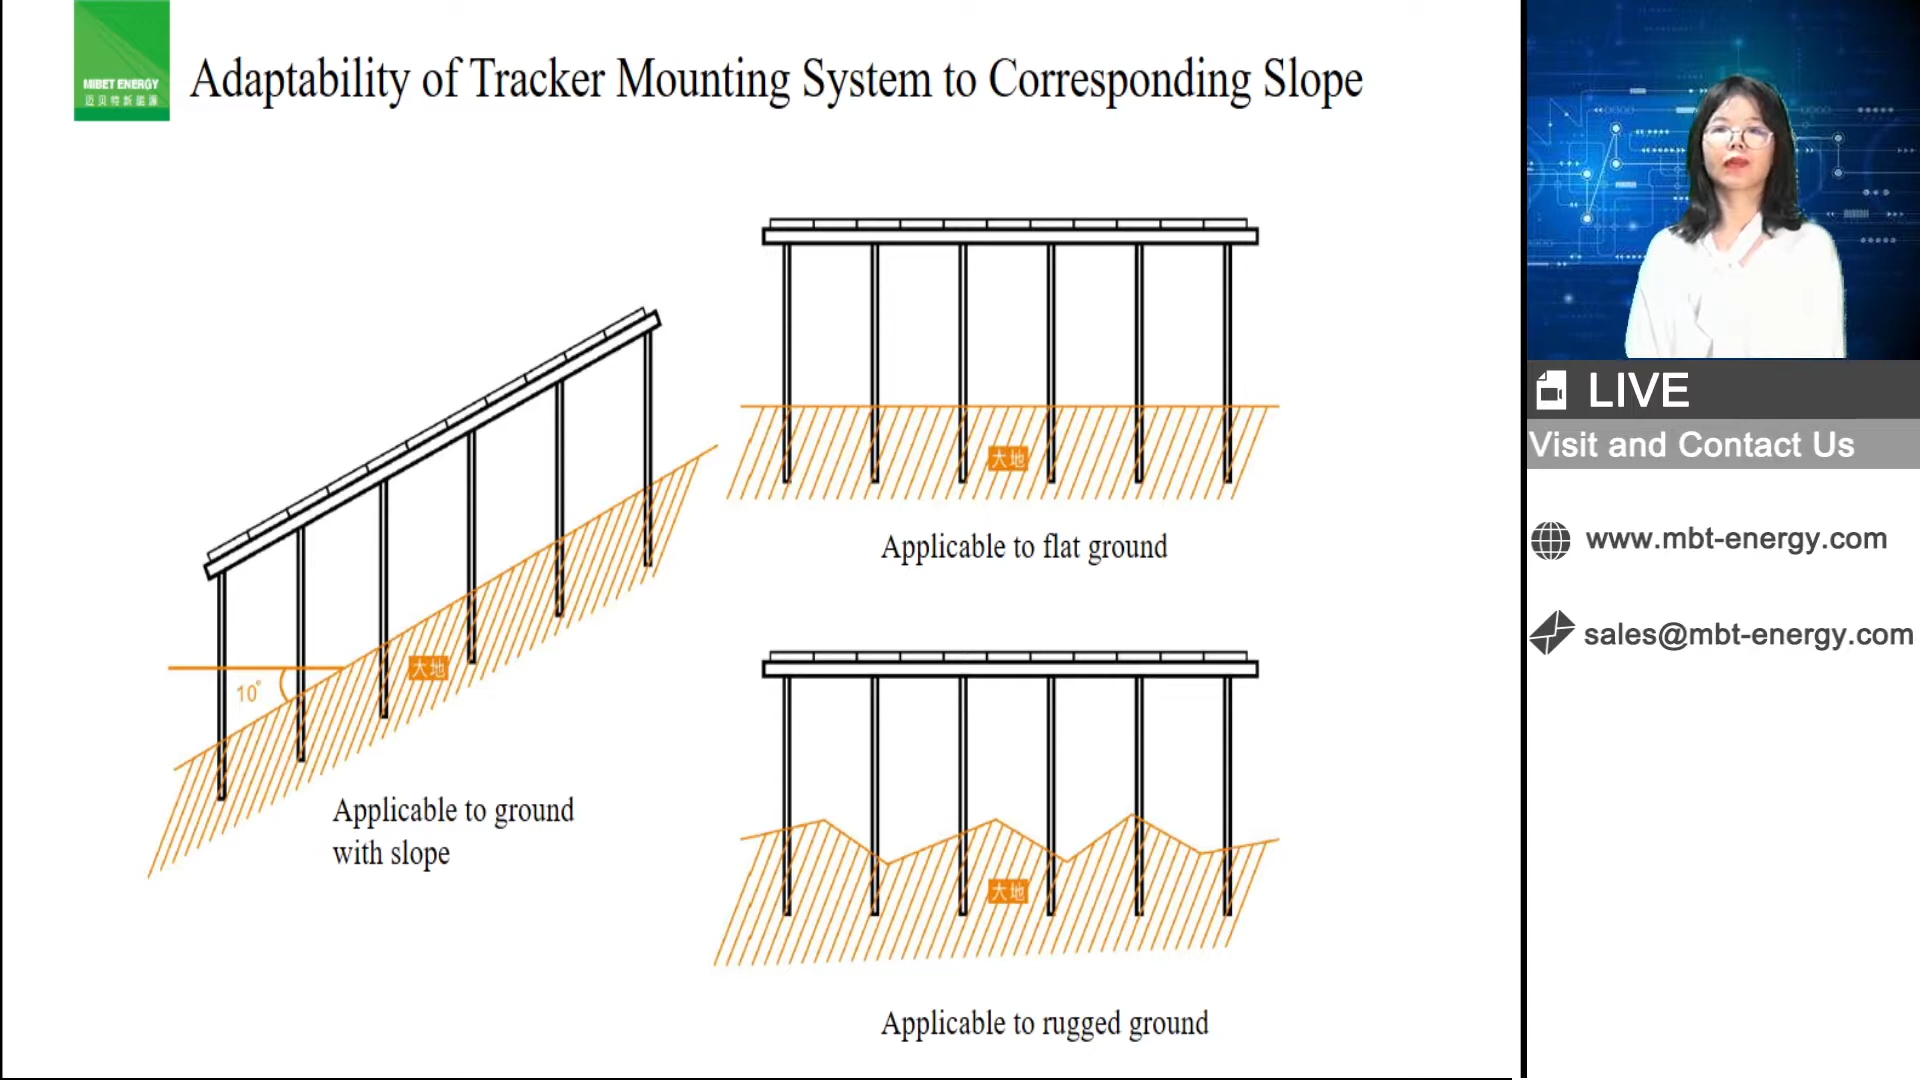 MIBET ENERGY
迈贝特新能源
Adaptability of Tracker Mounting System to Corresponding Slope
大地
Applicable to flat ground
10°
大地
Applicable to ground
with slope
大地
Applicable to rugged ground
LIVE
Visit and Contact Us
www.mbt-energy.com
sales@mbt-energy.com